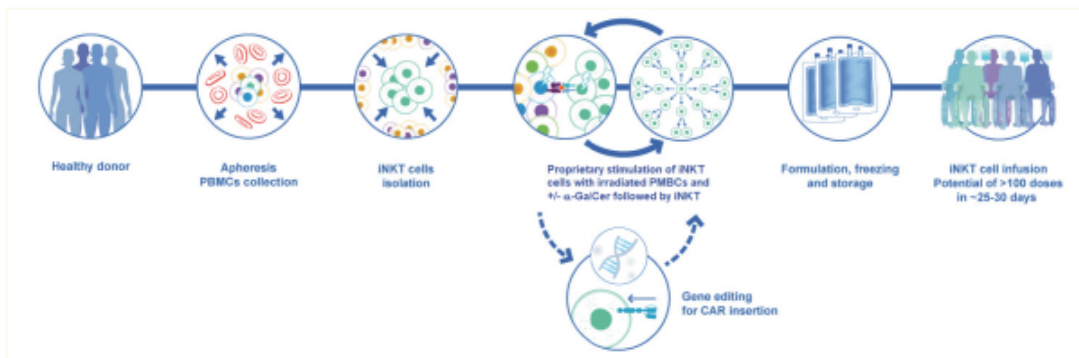 Healthy donor
Apheresis
PBMCs collection
iNKT cells
isolation
Proprietary stimulation of iNKT
cells with irradiated PMBCs and
+/- α-GalCer followed by iNKT
Formulation, freezing
and storage
iNKT cell infusion
Potential of >100 doses
in ~25-30 days
Gene editing
for CAR insertion